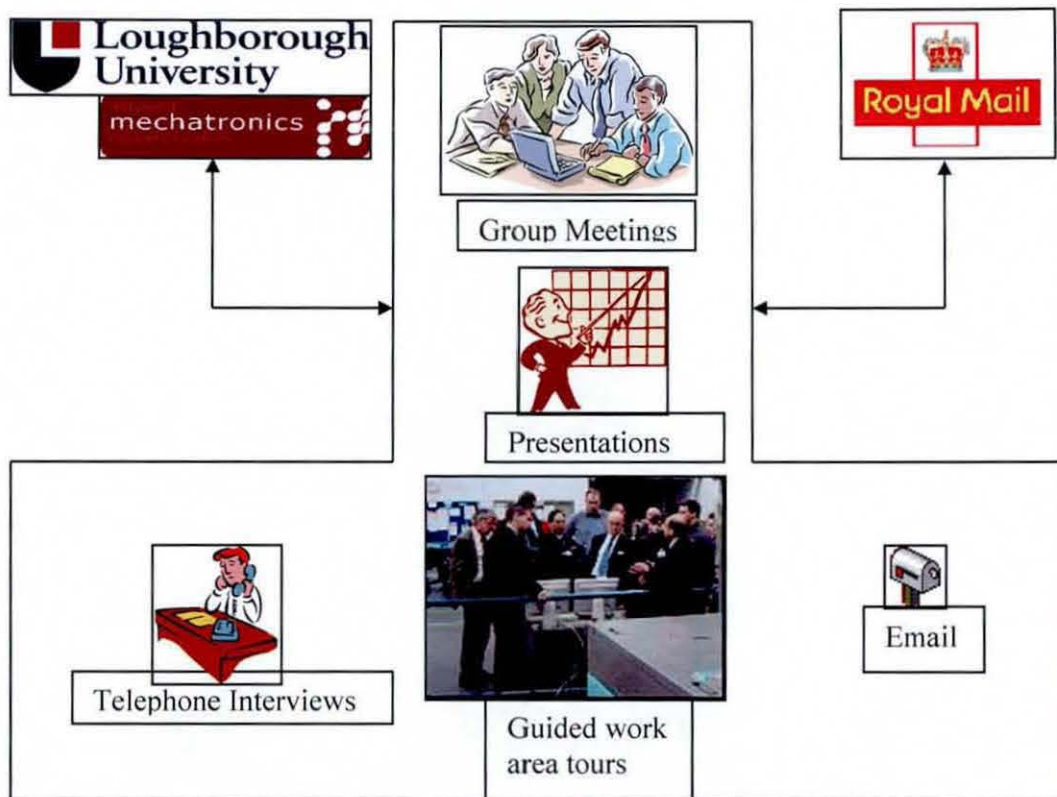 Loughborough
University
mechatronics
Royal Mail
Group Meetings
Presentations
Telephone Interviews
Email
Guided work
area tours